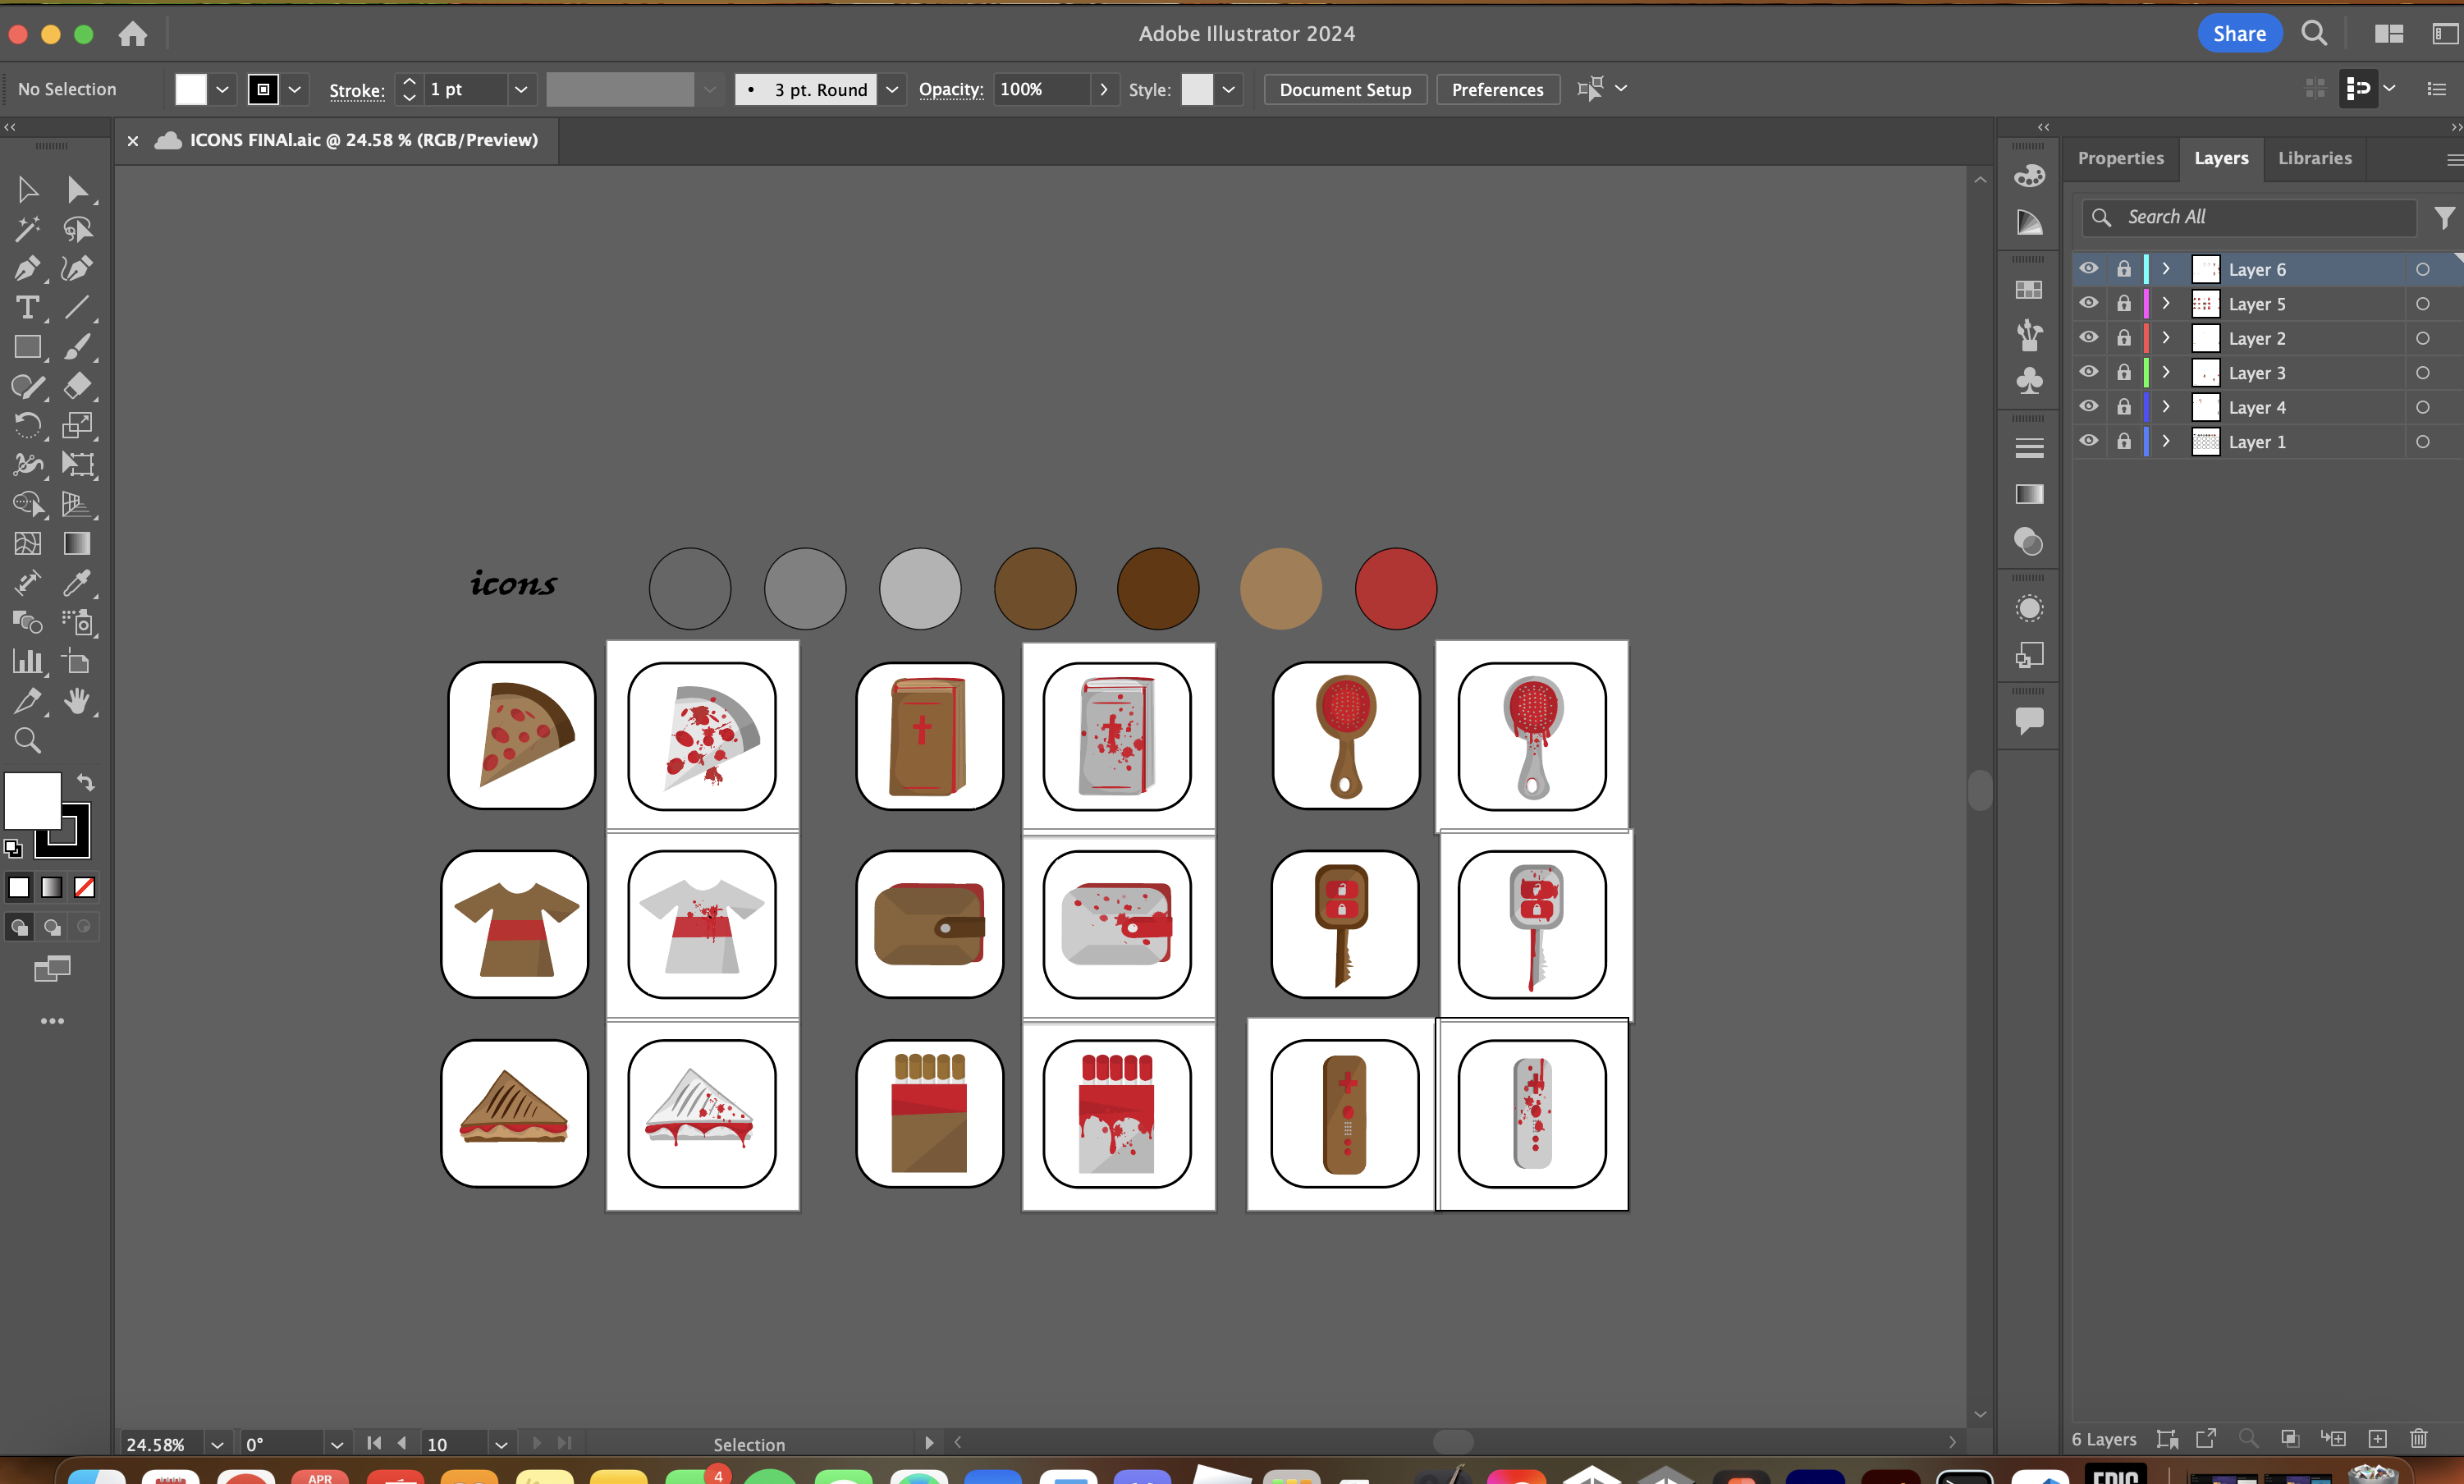 Adobe Illustrator 2024
Share
No Selection
Stroke:
1 pt
3 pt. Round
Opacity:
100%
Style:
Document Setup
Preferences
ICONS FINAl.aic @ 24.58 % (RGB/Preview)
Properties
Layers
Libraries
Search All
Layer 6
Layer 5
Layer 2
Layer 3
Layer 4
Layer 1
icons
24.58%
0°
10
Selection
6 Layers
APR
4
EPIC